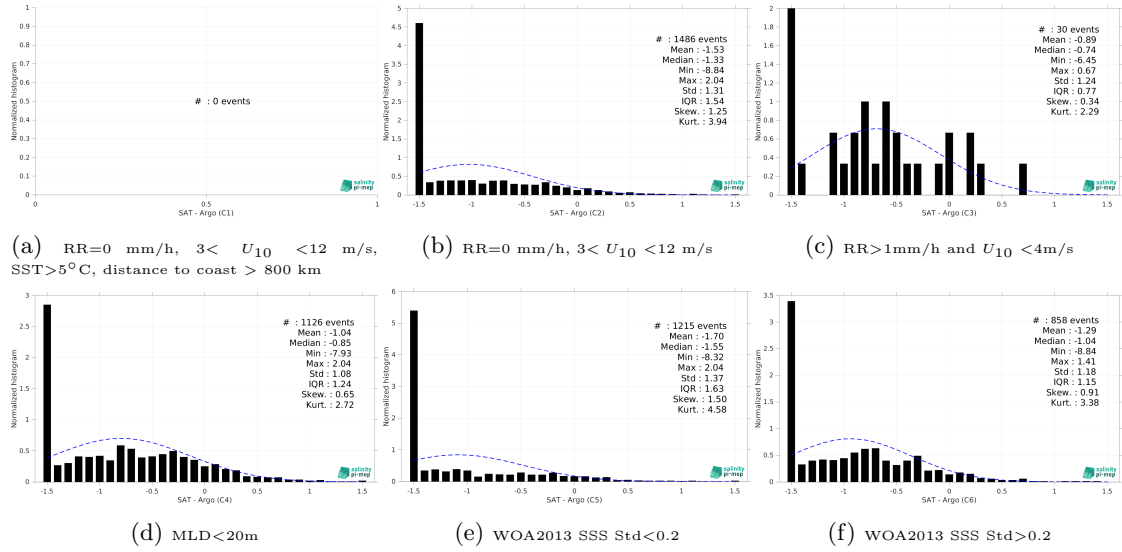 1
0.9
0.8
0.7
0.6
0.5
0.4
0.3
0.2
0.1
0
Normalized histogram
# : 0 events
salinity
pi-mep
0 0.5 1
SAT - Argo (C1)
(a) RR=0 mm/h, 3< U10 <12 m/s,
SST>5°C, distance to coast > 800 km
5
4.5
4
3.5
3
2.5
2
1.5
1
0.5
0
Normalized histogram
# : 1486 events
Mean : -1.53
Median : -1.33
Min : -8.84
Max : 2.04
Std : 1.31
IQR : 1.54
Skew. : 1.25
Kurt. : 3.94
salinity
pi-mep
-1.5 -1 -0.5 0 0.5 1 1.5
SAT - Argo (C2)
(b) RR=0 mm/h, 3< U10 <12 m/s
2.0
1.8
1.6
1.4
1.2
1
0.8
0.6
0.4
0.2
0
Normalized histogram
# : 30 events
Mean : -0.89
Median : -0.74
Min : -6.45
Max : 0.67
Std : 1.24
IQR : 0.77
Skew. : 0.34
Kurt. : 2.29
salinity
pi-mep
-1.5 -1 -0.5 0 0.5 1 1.5
SAT - Argo (C3)
(c) RR>1mm/h and U10 <4m/s
3
2.5
2
1.5
1
0.5
0
Normalized histogram
# : 1126 events
Mean : -1.04
Median : -0.85
Min : -7.93
Max : 2.04
Std : 1.08
IQR : 1.24
Skew. : 0.65
Kurt. : 2.72
salinity
pi-mep
-1.5 -1 -0.5 0 0.5 1 1.5
SAT - Argo (C4)
(d) MLD<20m
6
5
4
3
2
1
0
Normalized histogram
# : 1215 events
Mean : -1.70
Median : -1.55
Min : -8.32
Max : 2.04
Std : 1.37
IQR : 1.63
Skew. : 1.50
Kurt. : 4.58
salinity
pi-mep
-1.5 -1 -0.5 0 0.5 1 1.5
SAT - Argo (C5)
(e) WOA2013 SSS Std<0.2
3.5
3
2.5
2
1.5
1
0.5
0
Normalized histogram
# : 858 events
Mean : -1.29
Median : -1.04
Min : -8.84
Max : 1.41
Std : 1.18
IQR : 1.15
Skew. : 0.91
Kurt. : 3.38
salinity
pi-mep
-1.5 -1 -0.5 0 0.5 1 1.5
SAT - Argo (C6)
(f) WOA2013 SSS Std>0.2